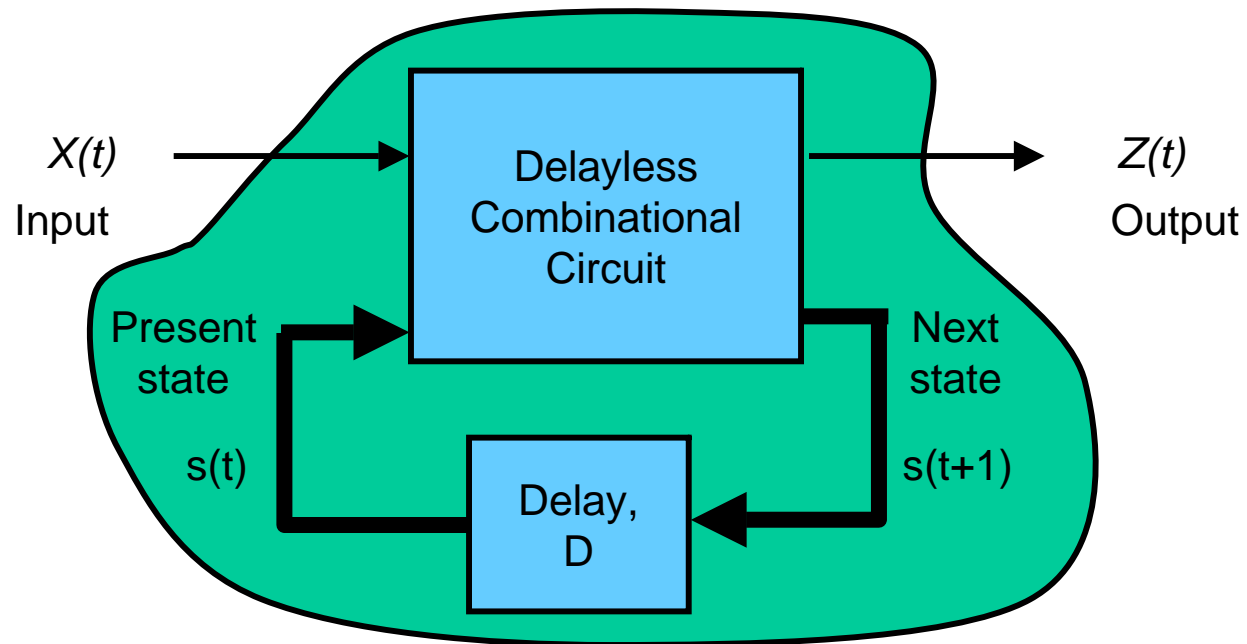 X(t)
Input
Delayless
Combinational
Circuit
Z(t)
Output
Present
state
s(t)
Next
state
s(t+1)
Delay,
D